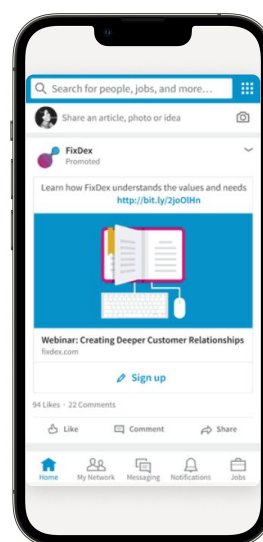 Search for people, jobs, and more...
Share an article, photo or idea
FixDex
Promoted
Learn how FixDex understands the values and needs
http://bit.ly/2joOlHn
Webinar: Creating Deeper Customer Relationships
fixdex.com
Sign up
94 Likes · 22 Comments
Like Comment Share
Home My Network Messaging Notifications Jobs